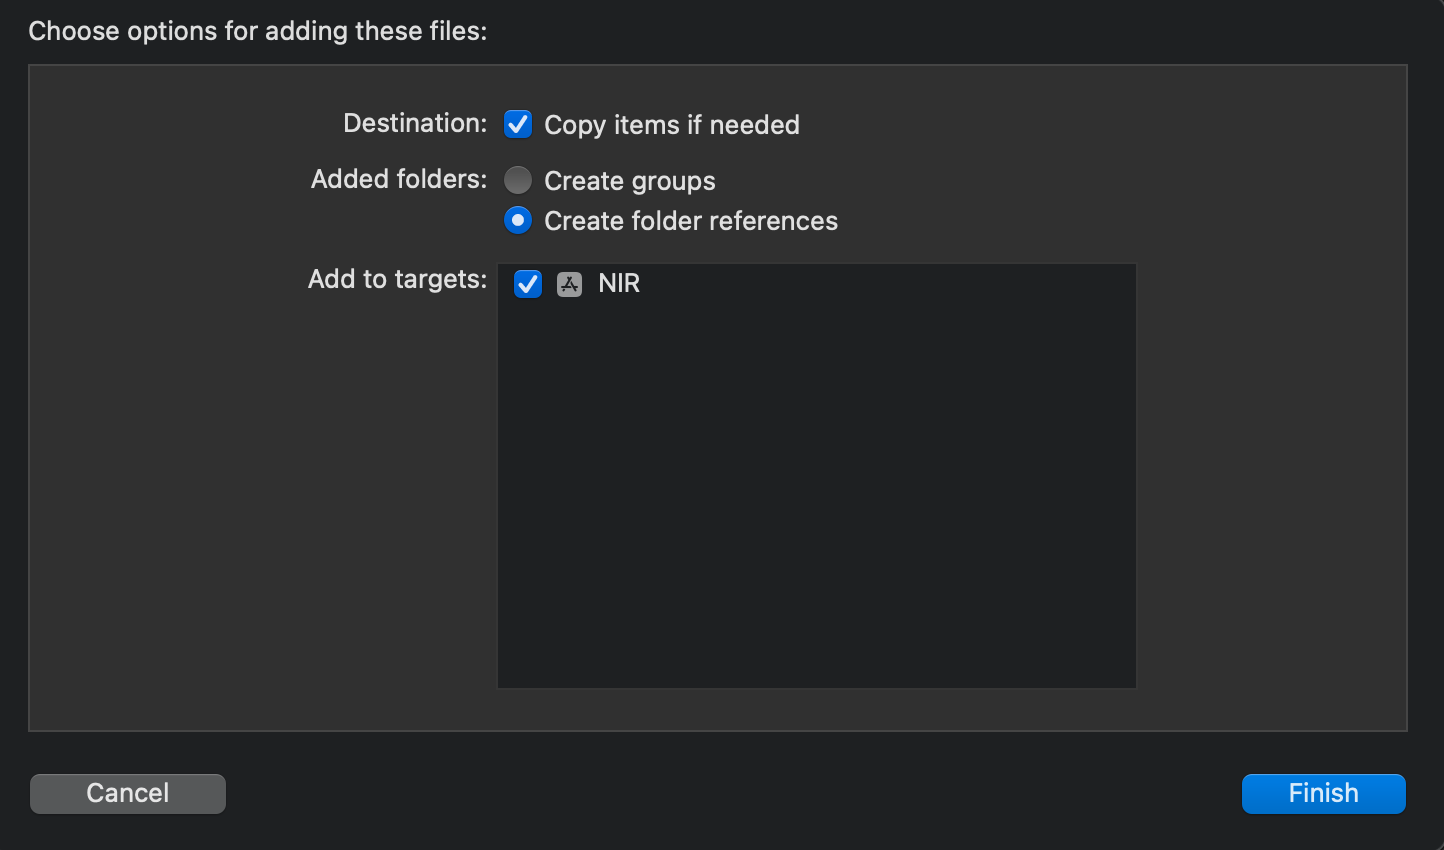 Choose options for adding these files:
Destination: Copy items if needed
Added folders: Create groups
Create folder references
Add to targets: NIR
Cancel Finish